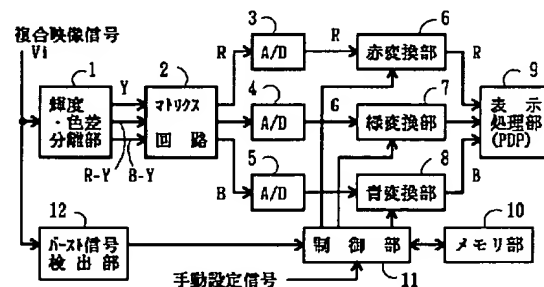 複合映像信号
Vi
1
輝度
・色差
分離部
Y
R-Y
B-Y
2
マトリクス
回路
R
B
3
A/D
R
4
A/D
G
5
A/D
6
赤変換部
R
7
緑変換部
8
青変換部
B
9
表示
処理部
(PDP)
12
バースト信号
検出部
制御部
11
10
メモリ部
手動設定信号